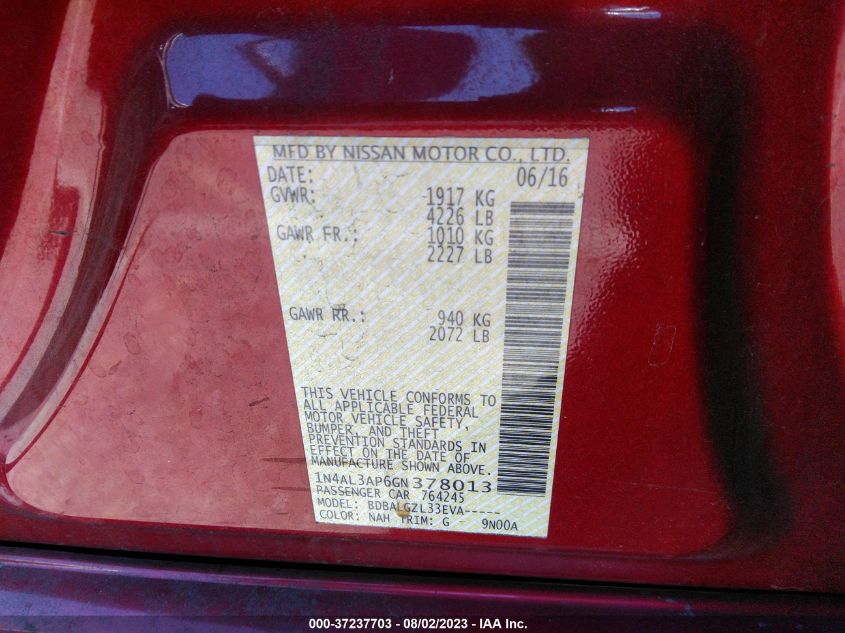 MFD BY NISSAN MOTOR CO., LTD.
DATE: 06/16
GVWR: 1917 KG
4226 LB
GAWR FR.: 1010 KG
2227 LB
GAWR RR.: 940 KG
2072 LB
THIS VEHICLE CONFORMS TO
ALL APPLICABLE FEDERAL
MOTOR VEHICLE SAFETY,
BUMPER, AND THEFT
PREVENTION STANDARDS IN
EFFECT ON THE DATE OF
MANUFACTURE SHOWN ABOVE.
1N4AL3AP6GN378013
PASSENGER CAR 764245
MODEL: BDBALGZL33EVA-----
COLOR: NAH TRIM: G 9N00A
000-37237703 - 08/02/2023 - IAA Inc.